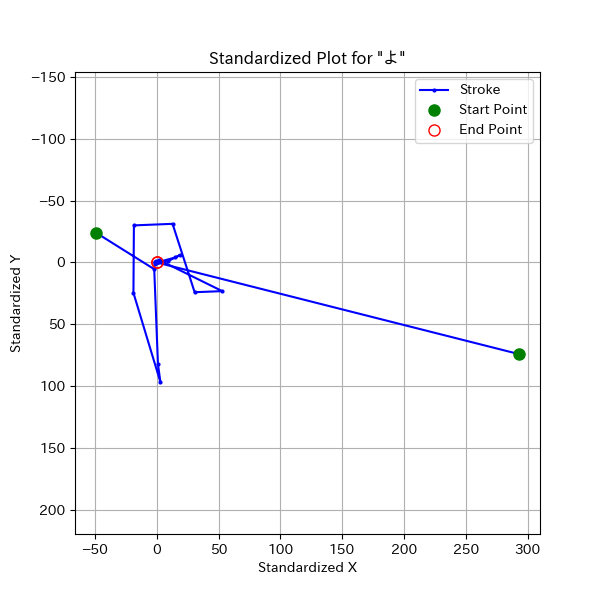 Standardized Plot for "よ"
Stroke
Start Point
End Point
−150
−100
−50
0
50
100
150
200
Standardized Y
−50
0
50
100
150
200
250
300
Standardized X